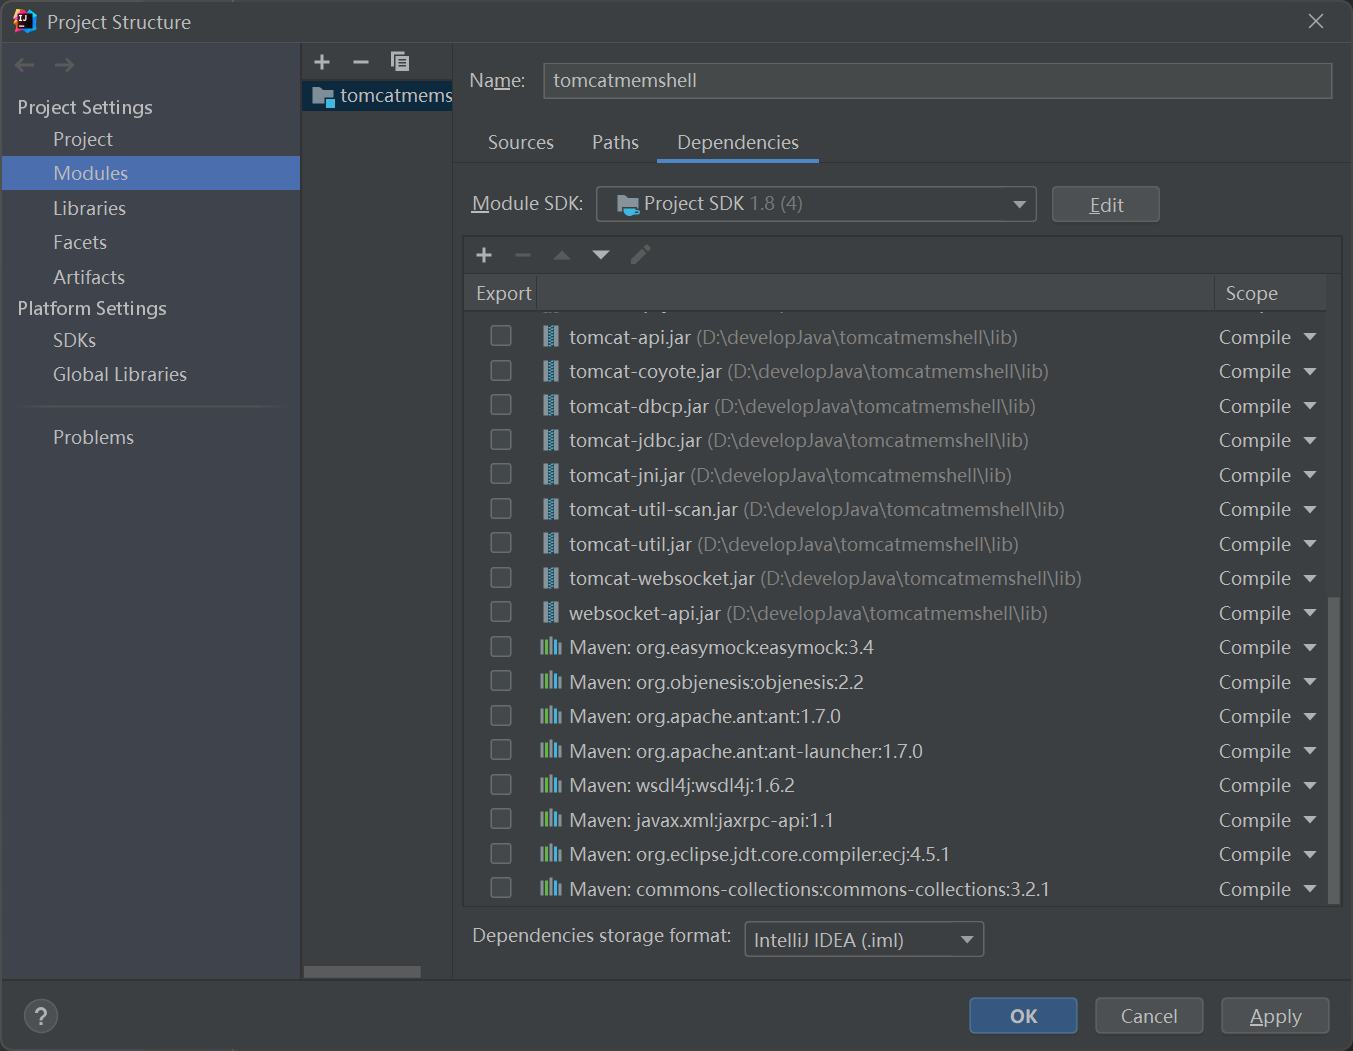 Project Structure
Project Settings
Project
Modules
Libraries
Facets
Artifacts
Platform Settings
SDKs
Global Libraries
Problems
tomcatmems
Name: tomcatmemshell
Sources Paths Dependencies
Module SDK: Project SDK 1.8 (4) Edit
Export Scope
tomcat-api.jar (D:\developJava\tomcatmemshell\lib) Compile
tomcat-coyote.jar (D:\developJava\tomcatmemshell\lib) Compile
tomcat-dbcp.jar (D:\developJava\tomcatmemshell\lib) Compile
tomcat-jdbc.jar (D:\developJava\tomcatmemshell\lib) Compile
tomcat-jni.jar (D:\developJava\tomcatmemshell\lib) Compile
tomcat-util-scan.jar (D:\developJava\tomcatmemshell\lib) Compile
tomcat-util.jar (D:\developJava\tomcatmemshell\lib) Compile
tomcat-websocket.jar (D:\developJava\tomcatmemshell\lib) Compile
websocket-api.jar (D:\developJava\tomcatmemshell\lib) Compile
Maven: org.easymock:easymock:3.4 Compile
Maven: org.objenesis:objenesis:2.2 Compile
Maven: org.apache.ant:ant:1.7.0 Compile
Maven: org.apache.ant:ant-launcher:1.7.0 Compile
Maven: wsdl4j:wsdl4j:1.6.2 Compile
Maven: javax.xml:jaxrpc-api:1.1 Compile
Maven: org.eclipse.jdt.core.compiler:ecj:4.5.1 Compile
Maven: commons-collections:commons-collections:3.2.1 Compile
Dependencies storage format: IntelliJ IDEA (.iml)
? OK Cancel Apply